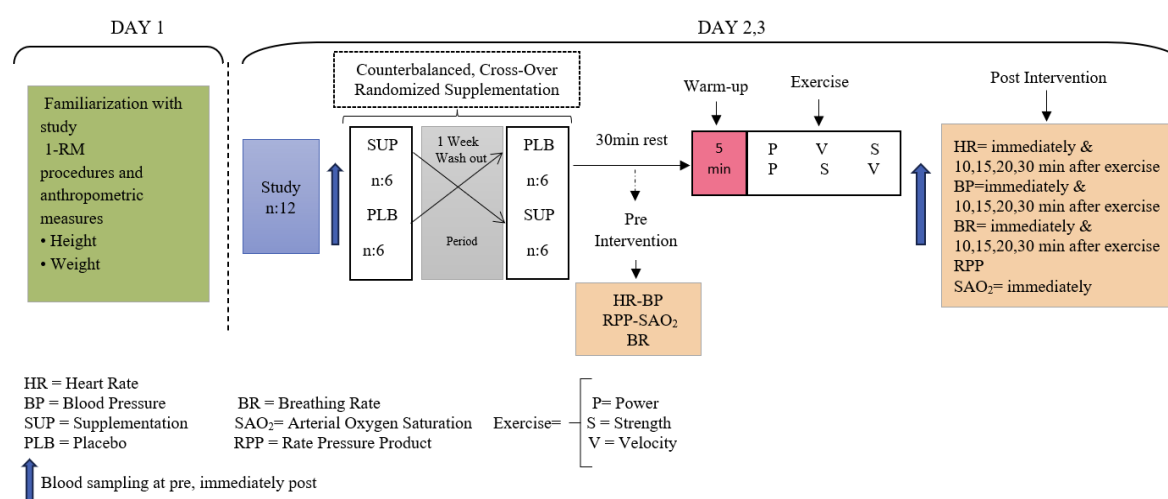 DAY 1
DAY 2,3
Familiarization with
study
1-RM
procedures and
anthropometric
measures
• Height
• Weight
Study
n:12
Counterbalanced, Cross-Over
Randomized Supplementation
SUP
n:6
PLB
n:6
1 Week
Wash out
Period
PLB
n:6
SUP
n:6
30min rest
Pre
Intervention
HR-BP
RPP-SAO₂
BR
Warm-up
Exercise
5
min
P V S
P S V
Post Intervention
HR= immediately &
10,15,20,30 min after exercise
BP=immediately &
10,15,20,30 min after exercise
BR= immediately &
10,15,20,30 min after exercise
RPP
SAO₂= immediately
HR = Heart Rate
BP = Blood Pressure
SUP = Supplementation
PLB = Placebo
BR = Breathing Rate
SAO₂= Arterial Oxygen Saturation
RPP = Rate Pressure Product
Exercise=
P= Power
S = Strength
V = Velocity
Blood sampling at pre, immediately post